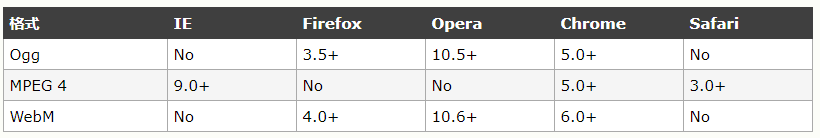 格式 IE Firefox Opera Chrome Safari
Ogg No 3.5+ 10.5+ 5.0+ No
MPEG 4 9.0+ No No 5.0+ 3.0+
WebM No 4.0+ 10.6+ 6.0+ No